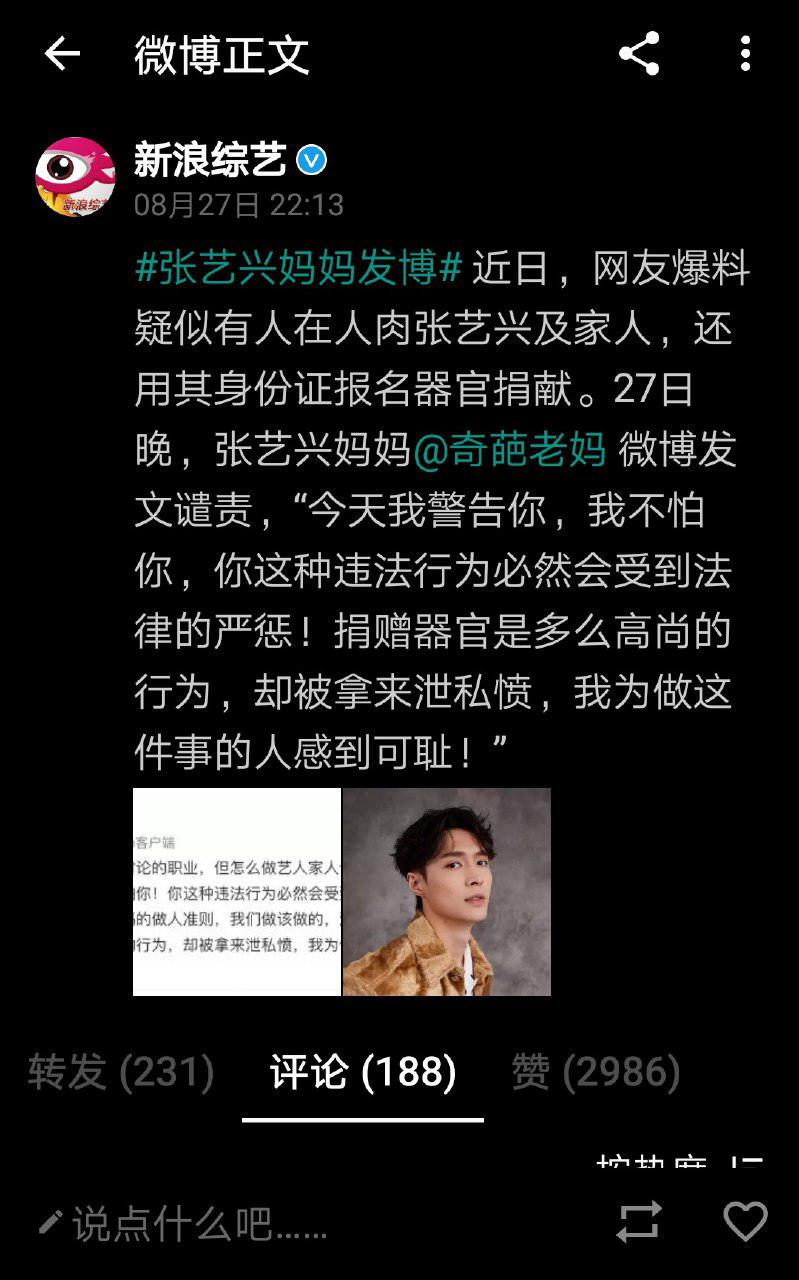 微博正文
新浪综艺
08月27日 22:13
#张艺兴妈妈发博# 近日，网友爆料
疑似有人在人肉张艺兴及家人，还
用其身份证报名器官捐献。27日
晚，张艺兴妈妈@奇葩老妈 微博发
文谴责，“今天我警告你，我不怕
你，你这种违法行为必然会受到法
律的严惩！捐赠器官是多么高尚的
行为，却被拿来泄私愤，我为做这
件事的人感到可耻！”
客户端
论的职业，但怎么做艺人家人
你！你这种违法行为必然会受
的做人准则，我们做该做的，
行为，却被拿来泄私愤，我为
转发 (231) 评论 (188) 赞 (2986)
说点什么吧……